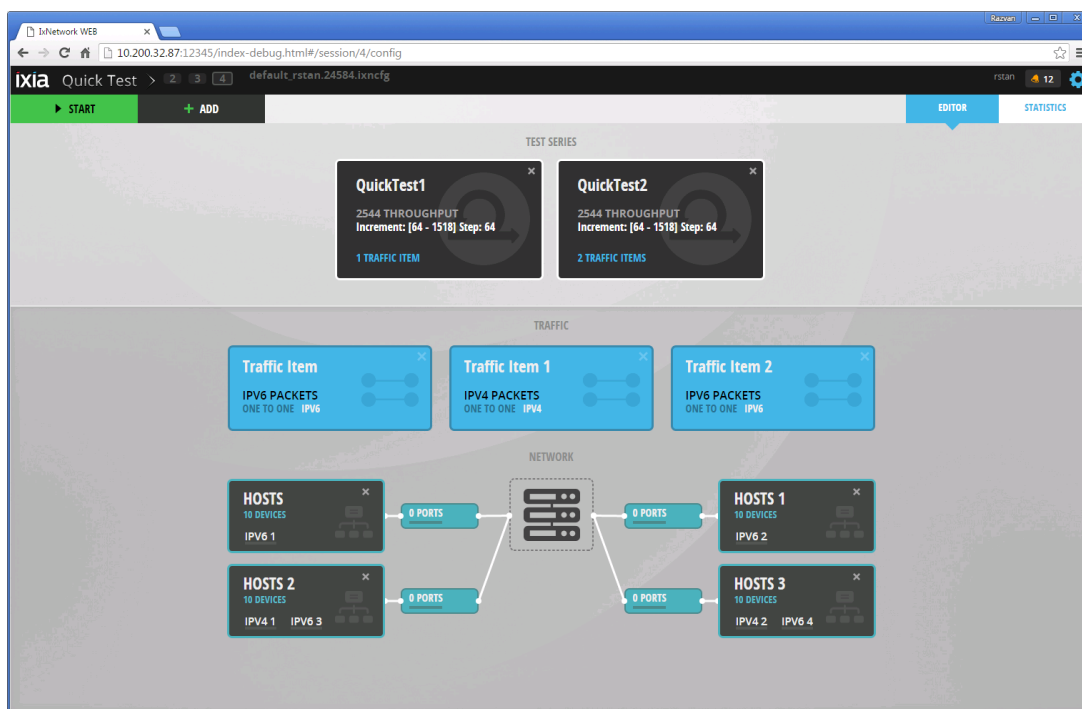 Razvan
IxNetwork WEB
10.200.32.87:12345/index-debug.html#/session/4/config
ixia Quick Test > 2 3 4 default_rstan.24584.ixncfg rstan 12
START + ADD EDITOR STATISTICS
TEST SERIES
QuickTest1
2544 THROUGHPUT
Increment: [64 - 1518] Step: 64
1 TRAFFIC ITEM
QuickTest2
2544 THROUGHPUT
Increment: [64 - 1518] Step: 64
2 TRAFFIC ITEMS
TRAFFIC
Traffic Item
IPV6 PACKETS
ONE TO ONE IPV6
Traffic Item 1
IPV4 PACKETS
ONE TO ONE IPV4
Traffic Item 2
IPV6 PACKETS
ONE TO ONE IPV6
NETWORK
HOSTS
10 DEVICES
IPV6 1
0 PORTS
0 PORTS
HOSTS 1
10 DEVICES
IPV6 2
HOSTS 2
10 DEVICES
IPV4 1 IPV6 3
0 PORTS
0 PORTS
HOSTS 3
10 DEVICES
IPV4 2 IPV6 4